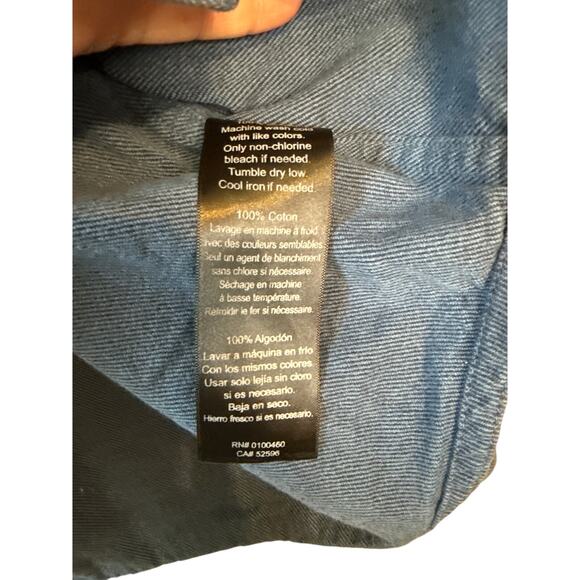 Machine wash cold
with like colors.
Only non-chlorine
bleach if needed.
Tumble dry low.
Cool iron if needed.
100% Coton
Lavage en machine à froid
avec des couleurs semblables.
Seul un agent de blanchiment
sans chlore si nécessaire.
Séchage en machine
à basse température.
Refroidir le fer si nécessaire.
100% Algodón
Lavar a máquina en frio
Con los mismos colores.
Usar solo lejía sin cloro
si es necesario.
Baja en seco.
Hierro fresco si es necesario.
RN# 0100460
CA# 52596